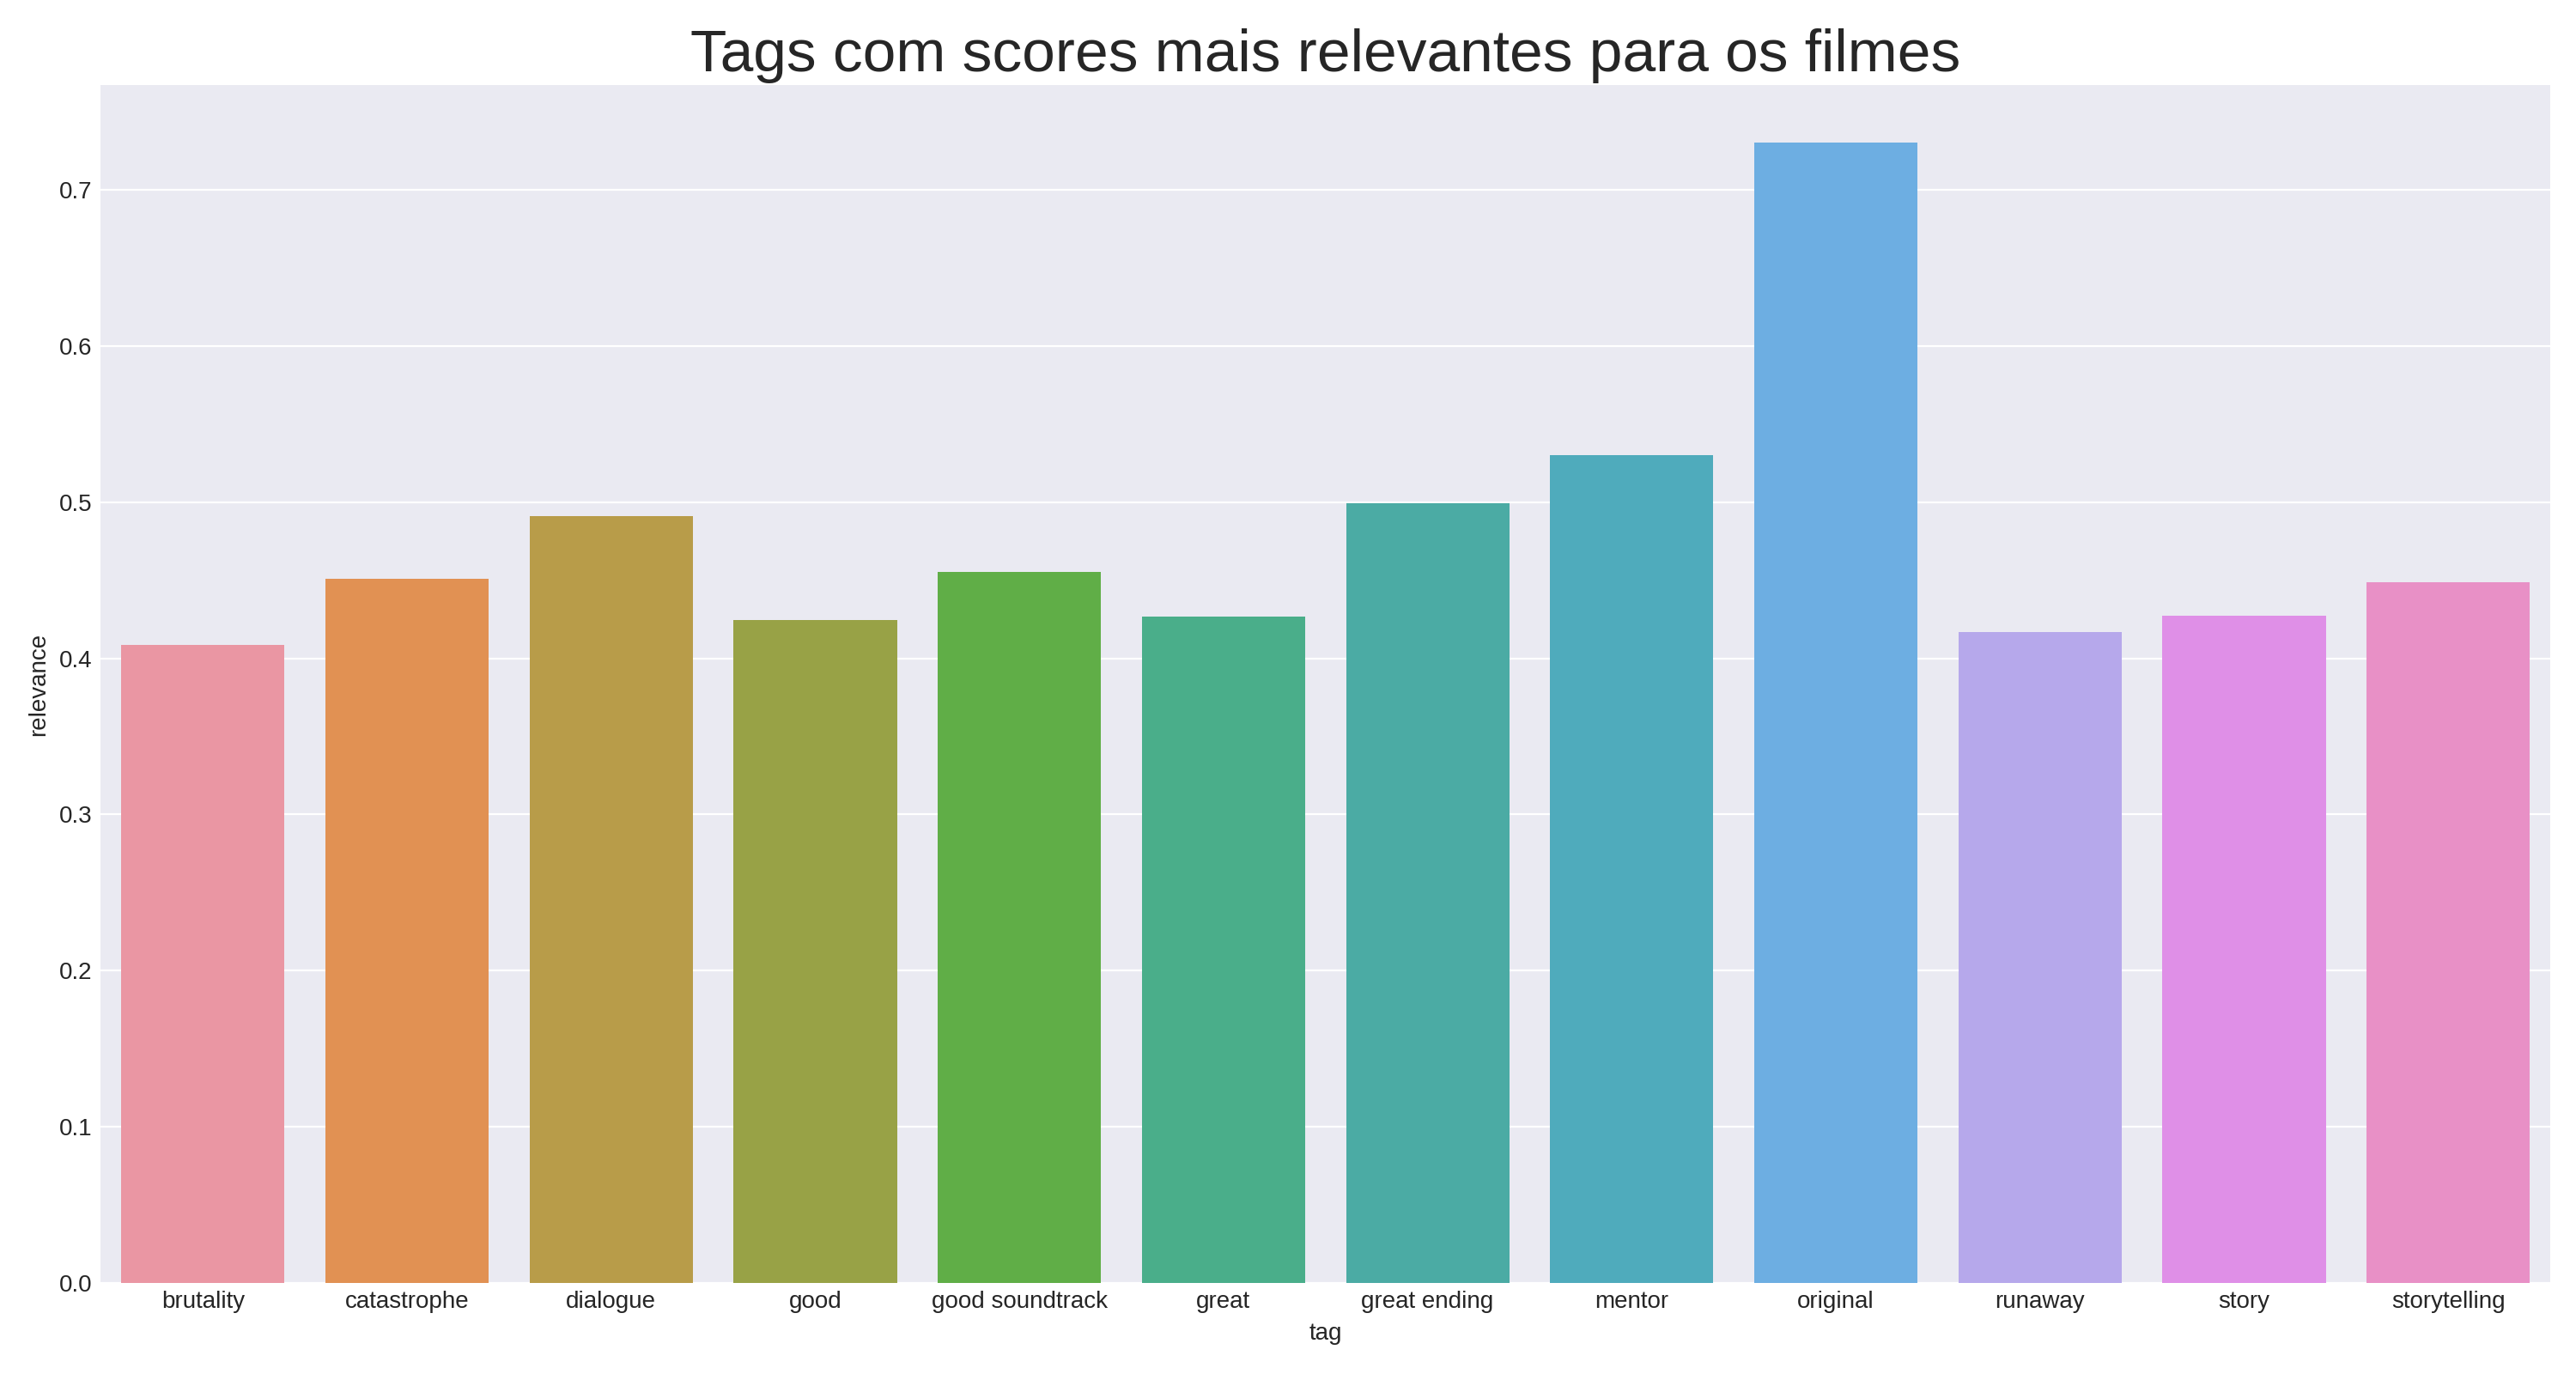 Tags com scores mais relevantes para os filmes
0.7
0.6
0.5
0.4
0.3
0.2
0.1
0.0
relevance
brutality catastrophe dialogue good good soundtrack great great ending mentor original runaway story storytelling
tag